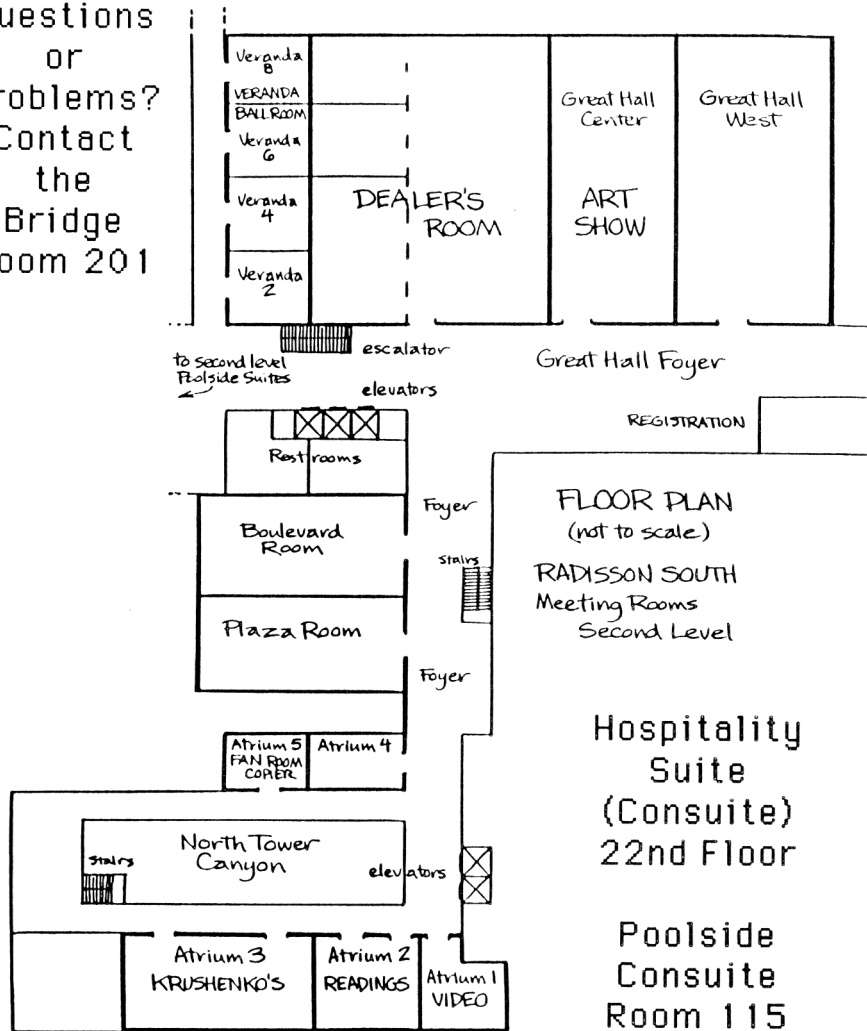 uestions
or
roblems?
Contact
the
Bridge
oom 201
Veranda
8
VERANDA
BALLROOM
Veranda
6
Veranda
4
Veranda
2
DEALER'S
ROOM
Great Hall
Center
ART
SHOW
Great Hall
West
escalator
to second level
Poolside Suites
elevators
Great Hall Foyer
REGISTRATION
Restrooms
Foyer
Boulevard
Room
stairs
Plaza Room
Foyer
FLOOR PLAN
(not to scale)
RADISSON SOUTH
Meeting Rooms
Second Level
Atrium 5
FAN ROOM
COPIER
Atrium 4
North Tower
Canyon
stairs
elevators
Atrium 3
KRUSHENKO'S
Atrium 2
READINGS
Atrium 1
VIDEO
Hospitality
Suite
(Consuite)
22nd Floor
Poolside
Consuite
Room 115